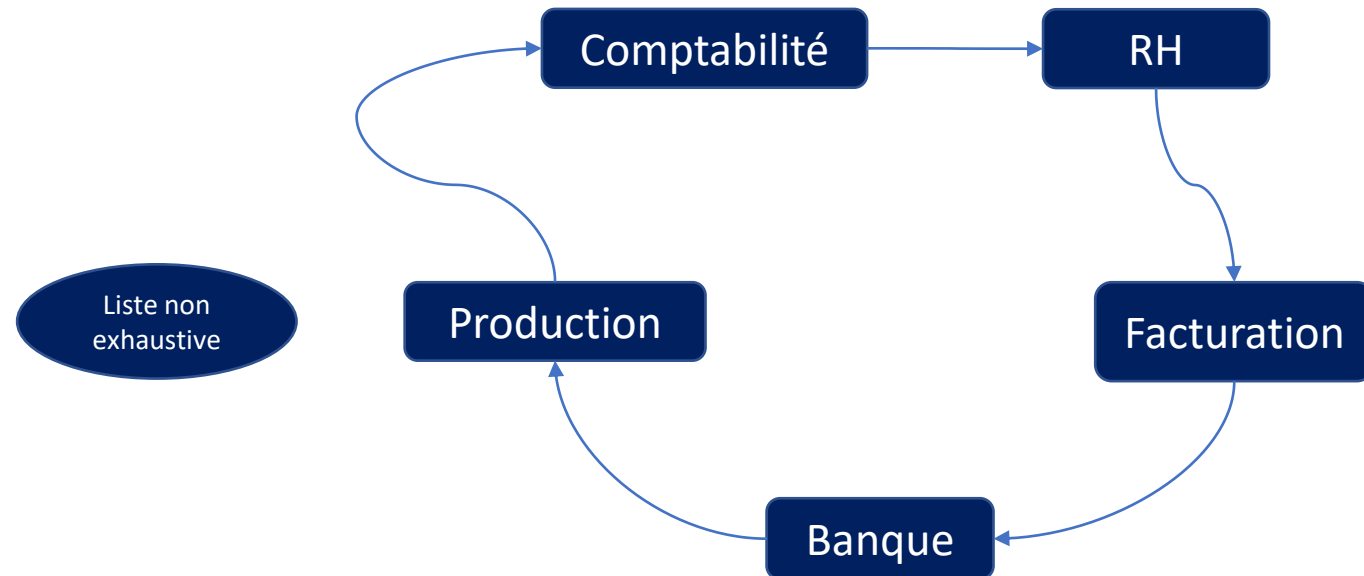 Comptabilité
RH
Liste non
exhaustive
Production
Facturation
Banque